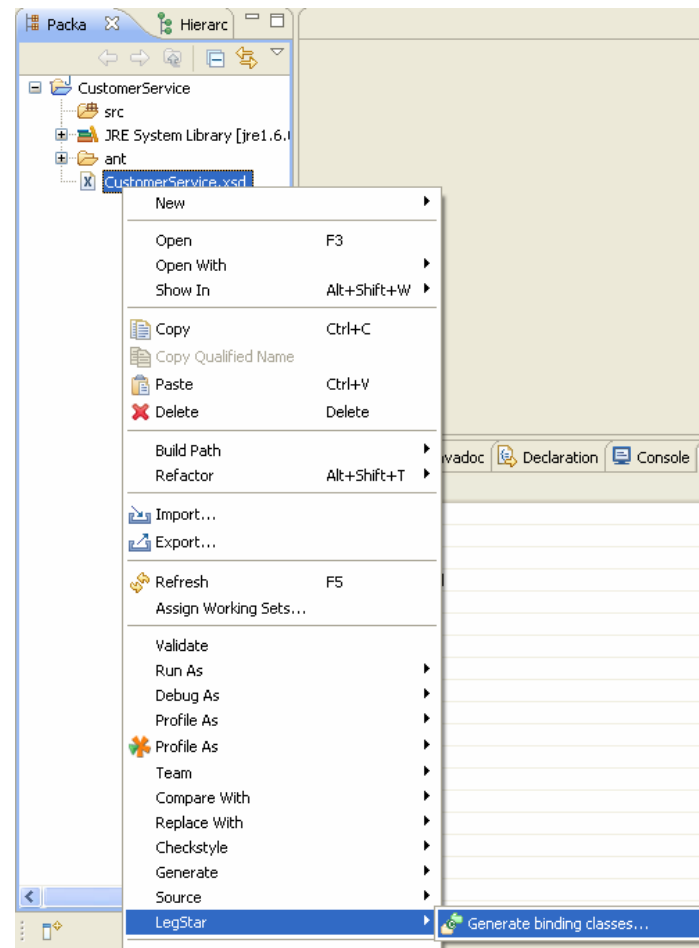 Packa Hierarc
CustomerService
src
JRE System Library [jre1.6.
ant
CustomerService.xsd
New
Open F3
Open With
Show In Alt+Shift+W
Copy Ctrl+C
Copy Qualified Name
Paste Ctrl+V
Delete Delete
Build Path
vadoc Declaration Console
Refactor Alt+Shift+T
Import...
Export...
Refresh F5
Assign Working Sets...
Validate
Run As
Debug As
Profile As
Profile As
Team
Compare With
Replace With
Checkstyle
Generate
Source
LegStar Generate binding classes...